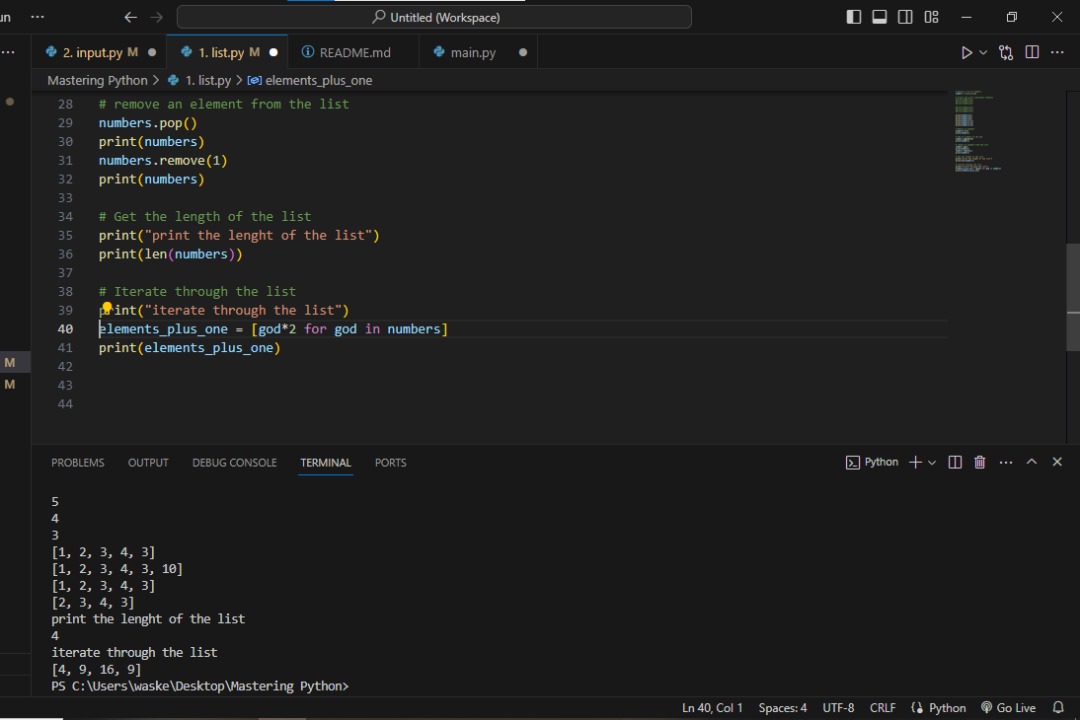 un ··· Untitled (Workspace)
2. input.py M 1. list.py M README.md main.py
Mastering Python > 1. list.py > elements_plus_one
28 # remove an element from the list
29 numbers.pop()
30 print(numbers)
31 numbers.remove(1)
32 print(numbers)
33
34 # Get the length of the list
35 print("print the lenght of the list")
36 print(len(numbers))
37
38 # Iterate through the list
39 print("iterate through the list")
40 elements_plus_one = [god*2 for god in numbers]
41 print(elements_plus_one)
M
42
M
43
44
PROBLEMS OUTPUT DEBUG CONSOLE TERMINAL PORTS Python
5
4
3
[1, 2, 3, 4, 3]
[1, 2, 3, 4, 3, 10]
[1, 2, 3, 4, 3]
[2, 3, 4, 3]
print the lenght of the list
4
iterate through the list
[4, 9, 16, 9]
PS C:\Users\waske\Desktop\Mastering Python>
Ln 40, Col 1 Spaces: 4 UTF-8 CRLF Python Go Live